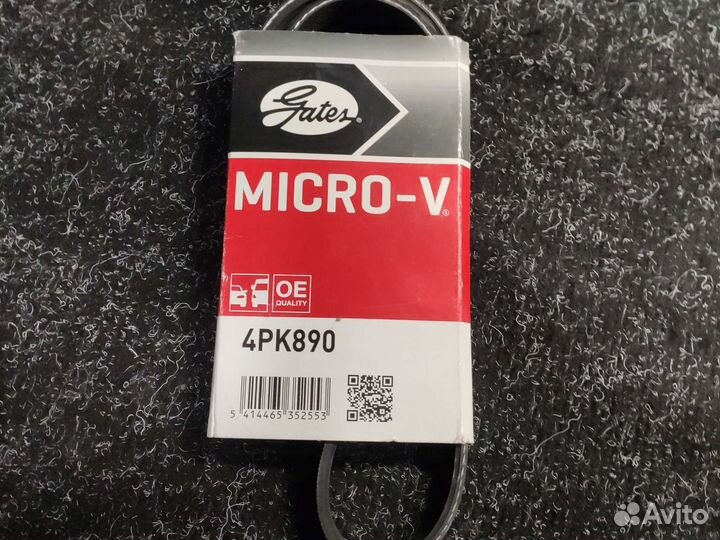 Gates®
MICRO-V®
OE
QUALITY
4PK890
5 414465 352553
Avito